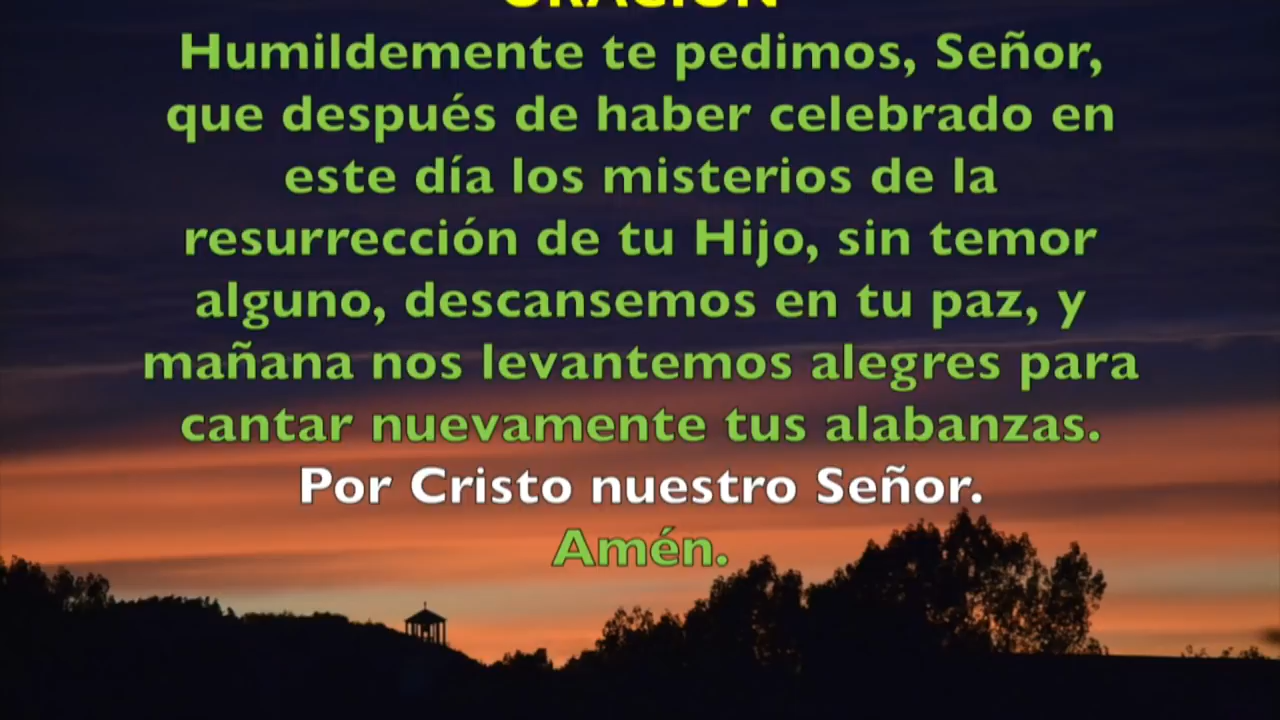 ORACIÓN
Humildemente te pedimos, Señor,
que después de haber celebrado en
este día los misterios de la
resurrección de tu Hijo, sin temor
alguno, descansemos en tu paz, y
mañana nos levantemos alegres para
cantar nuevamente tus alabanzas.
Por Cristo nuestro Señor.
Amén.